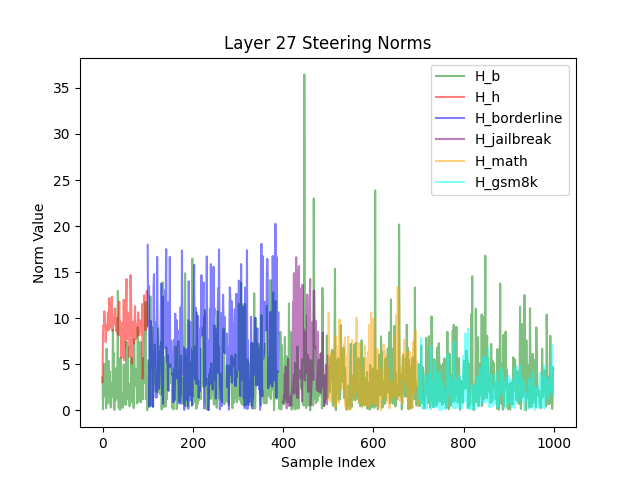 Layer 27 Steering Norms
Norm Value
35
30
25
20
15
10
5
0
H_b
H_h
H_borderline
H_jailbreak
H_math
H_gsm8k
0 200 400 600 800 1000
Sample Index